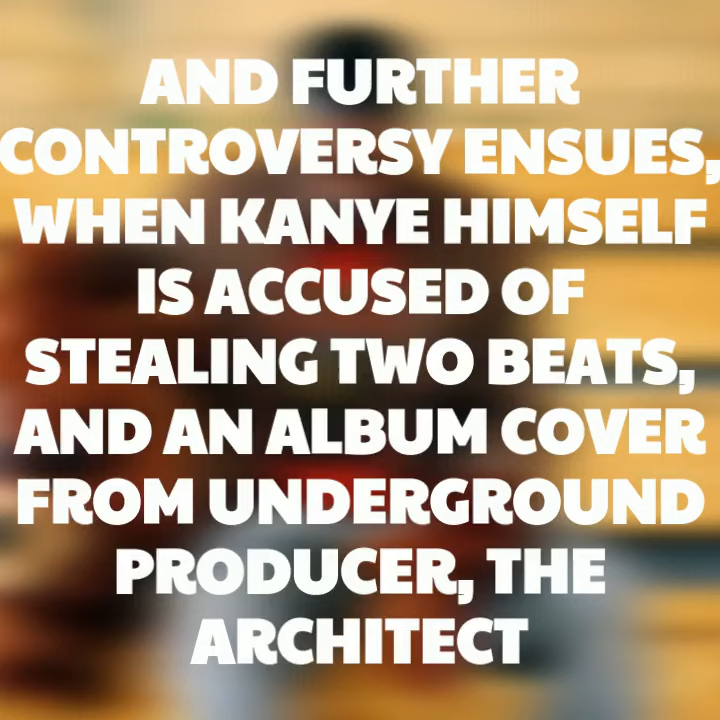 AND FURTHER
CONTROVERSY ENSUES,
WHEN KANYE HIMSELF
IS ACCUSED OF
STEALING TWO BEATS,
AND AN ALBUM COVER
FROM UNDERGROUND
PRODUCER, THE
ARCHITECT